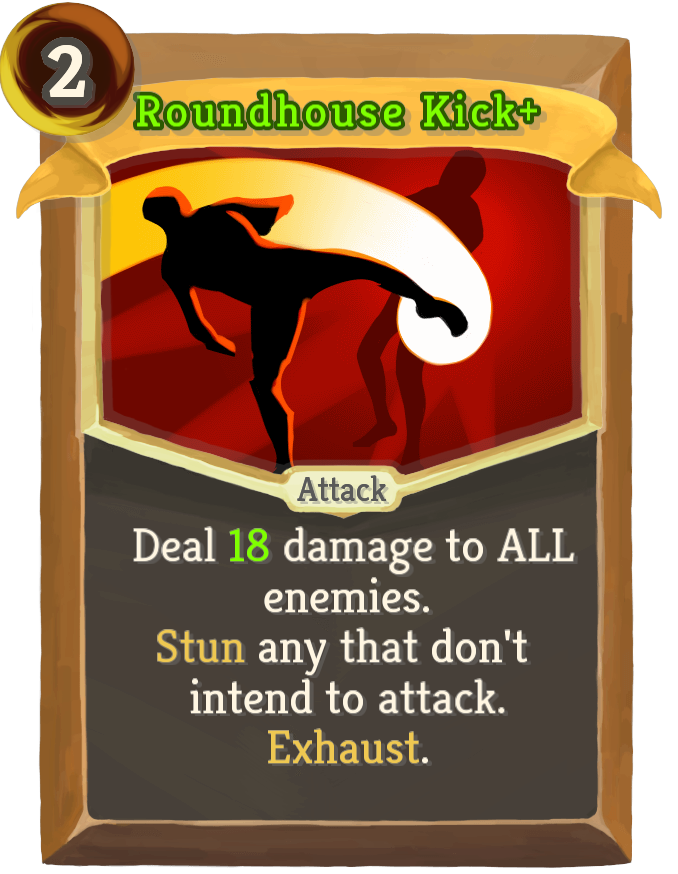 2
Roundhouse Kick+
Attack
Deal 18 damage to ALL
enemies.
Stun any that don't
intend to attack.
Exhaust.